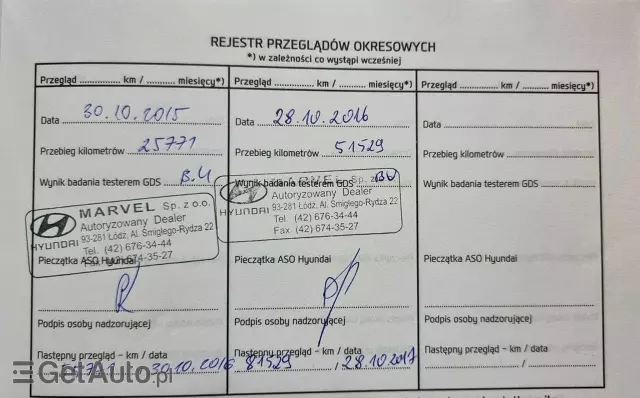 REJESTR PRZEGLĄDÓW OKRESOWYCH
*) w zależności co wystąpi wcześniej
Przegląd ............... km / .......... miesięcy*)
Data 30.10.2015
Przebieg kilometrów 25771
Wynik badania testerem GDS B.U
MARVEL Sp. z o.o.
Autoryzowany Dealer
93-281 Łódz, Al. Śmigłego-Rydza 22
Tel. (42) 676-34-44
Fax (42) 674-35-27
HYUNDAI
Pieczątka ASO Hyundai
Podpis osoby nadzorującej
Następny przegląd – km / data
30.10.2016
Przegląd ............... km / .......... miesięcy*)
Data 28.10.2016
Przebieg kilometrów 51529
Wynik badania testerem GDS BU
MARVEL Sp. z o.o.
Autoryzowany Dealer
93-281 Łódz, Al. Śmigłego-Rydza 22
Tel. (42) 676-34-44
Fax (42) 674-35-27
HYUNDAI
Pieczątka ASO Hyundai
Podpis osoby nadzorującej
Następny przegląd – km / data
81529 , 28.10.2017
Przegląd ............... km / .......... miesięcy*)
Data
Przebieg kilometrów
Wynik badania testerem GDS
Pieczątka ASO Hyundai
Podpis osoby nadzorującej
Następny przegląd – km / data
/
GetAuto.pl